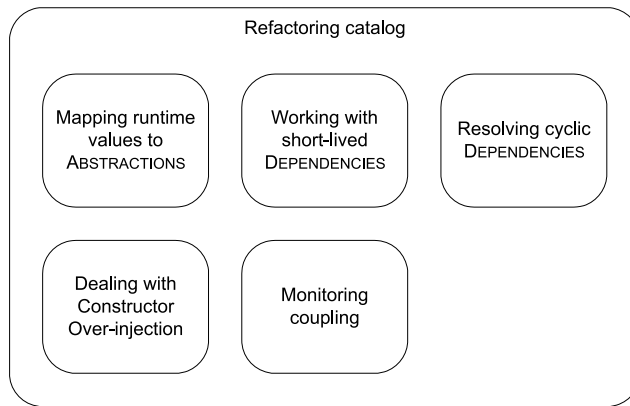 Refactoring catalog
Mapping runtime
values to
ABSTRACTIONS
Working with
short-lived
DEPENDENCIES
Resolving cyclic
DEPENDENCIES
Dealing with
Constructor
Over-injection
Monitoring
coupling